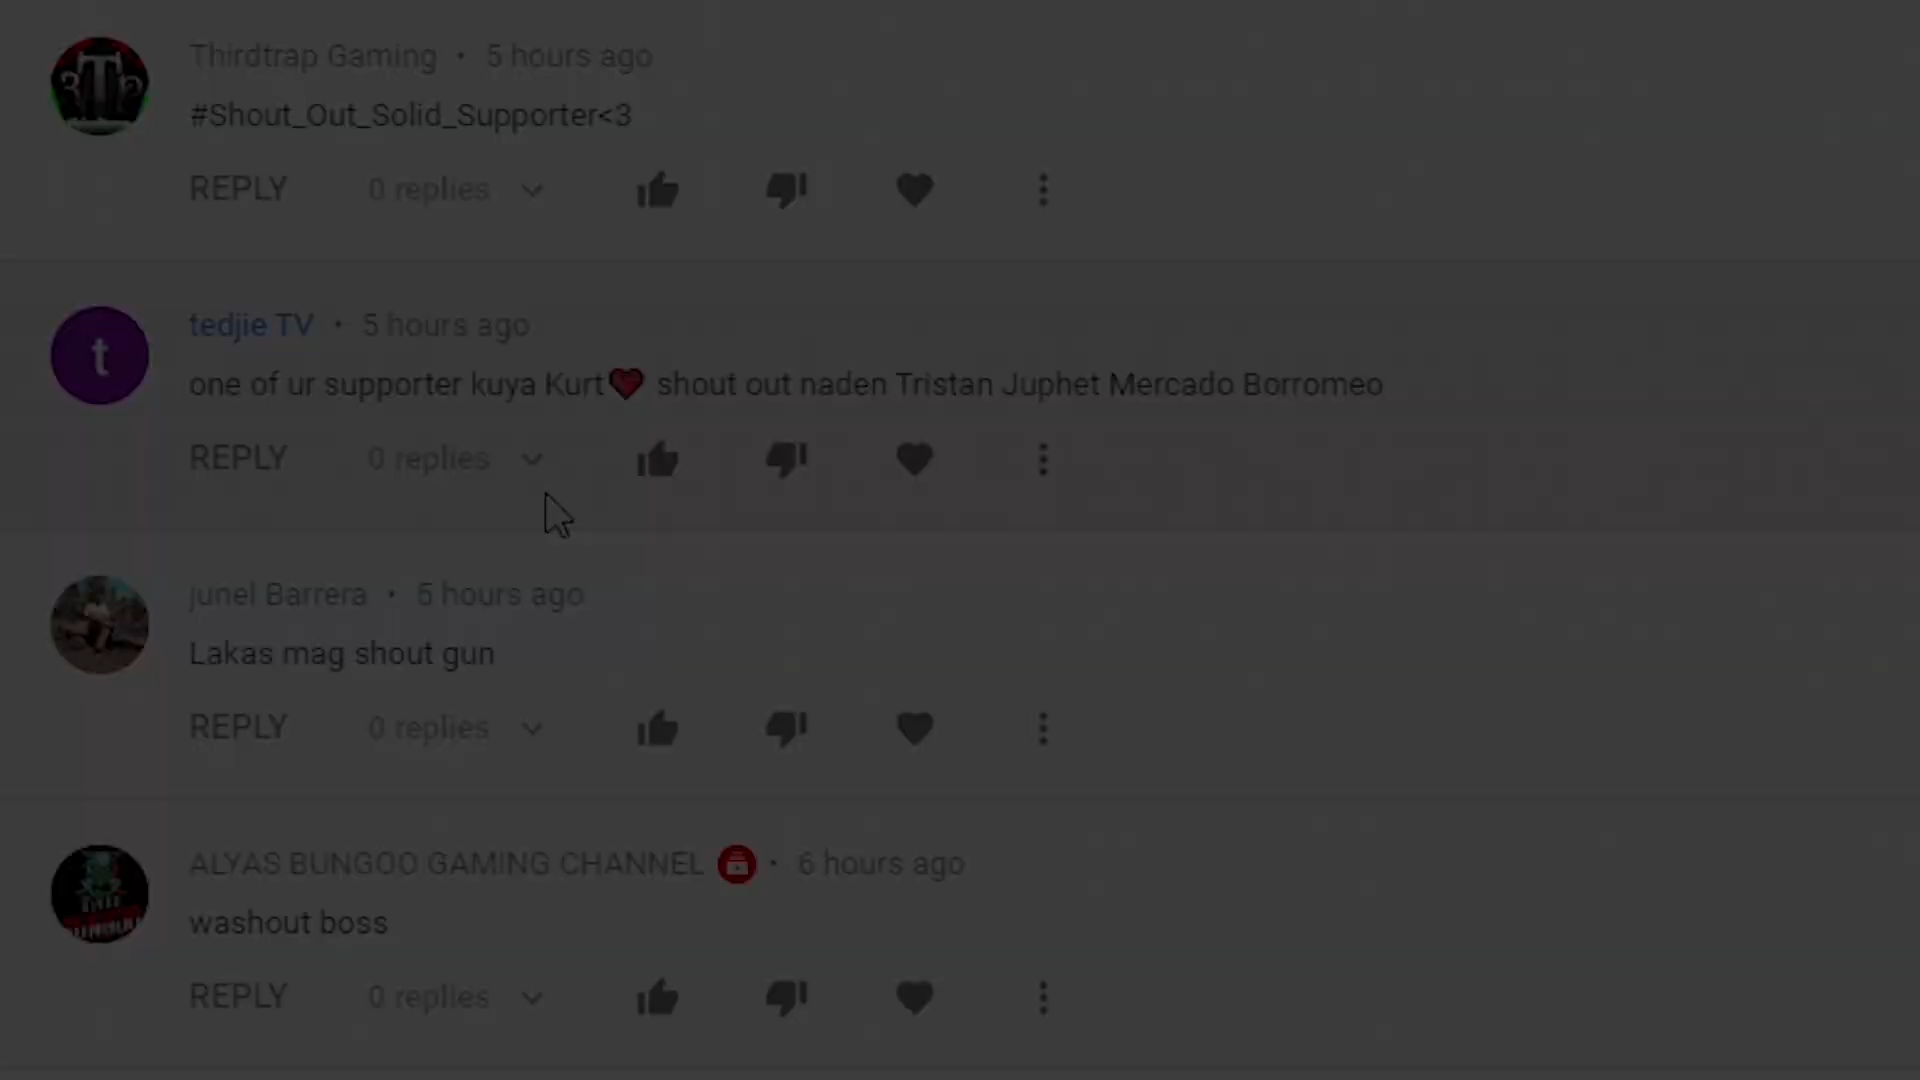 Thirdtrap Gaming • 5 hours ago
#Shout_Out_Solid_Supporter<3
REPLY 0 replies
t
tedjie TV • 5 hours ago
one of ur supporter kuya Kurt❤ shout out naden Tristan Juphet Mercado Borromeo
REPLY 0 replies
junel Barrera • 6 hours ago
Lakas mag shout gun
REPLY 0 replies
ALYAS BUNGOO GAMING CHANNEL • 6 hours ago
washout boss
REPLY 0 replies